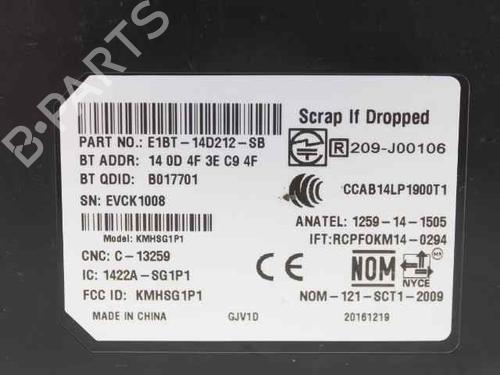 B-PARTS
Scrap If Dropped
PART NO.: E1BT-14D212-SB
BT ADDR: 14 0D 4F 3E C9 4F
R 209-J00106
BT QDID: B017701
CCAB14LP1900T1
SN: EVCK1008
ANATEL: 1259-14-1505
Model: KMHSG1P1
IFT:RCPFOKM14-0294
CNC: C-13259
IC: 1422A-SG1P1
CE
NOM
NYCE
FCC ID: KMHSG1P1
NOM-121-SCT1-2009
MADE IN CHINA
GJV1D
20161219